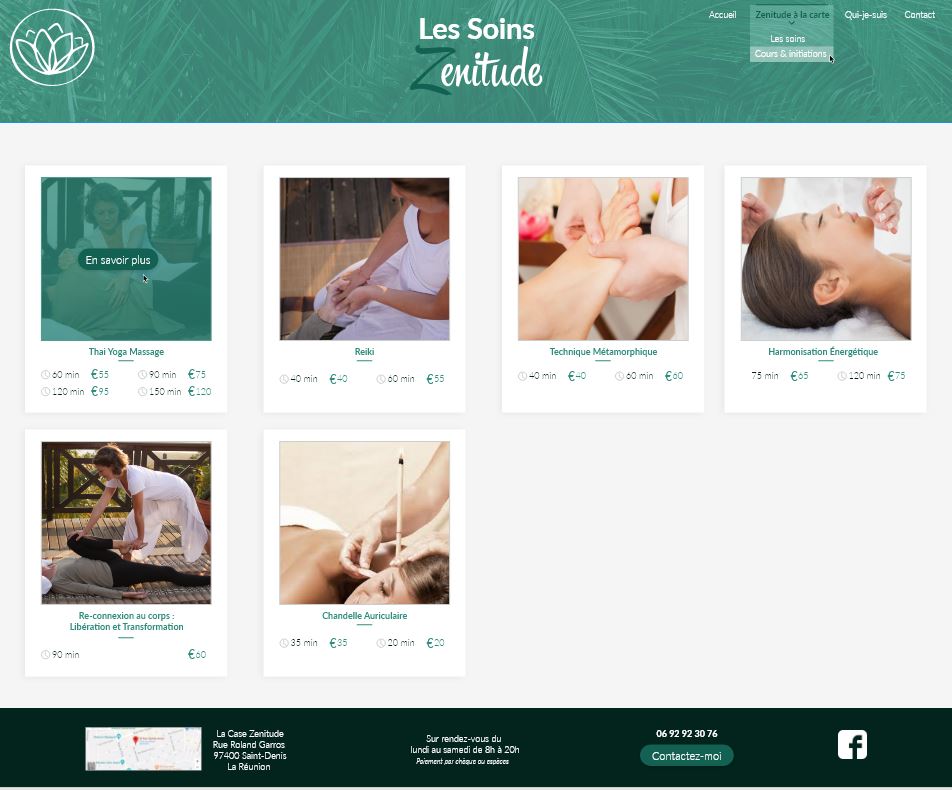 Les Soins
Zenitude
Accueil
Zenitude à la carte
Qui-je-suis
Contact
Les soins
Cours & initiations
En savoir plus
Thai Yoga Massage
60 min €55
90 min €75
120 min €95
150 min €120
Reiki
40 min €40
60 min €55
Technique Métamorphique
40 min €40
60 min €60
Harmonisation Énergétique
75 min €65
120 min €75
Re-connexion au corps :
Libération et Transformation
90 min €60
Chandelle Auriculaire
35 min €35
20 min €20
La Case Zenitude
Rue Roland Garros
97400 Saint-Denis
La Réunion
Sur rendez-vous du
lundi au samedi de 8h à 20h
Paiement par chèque ou espèces
06 92 92 30 76
Contactez-moi